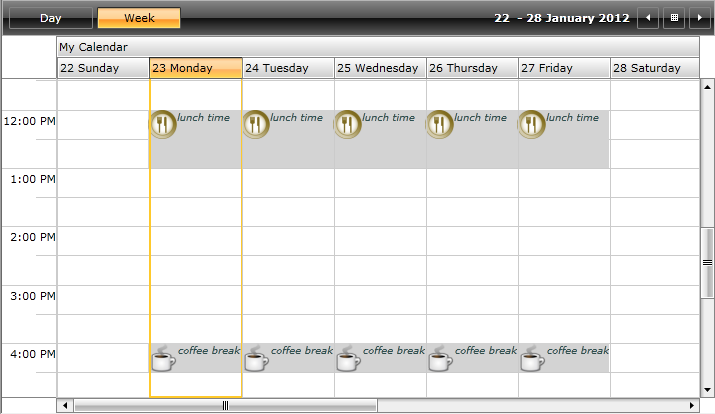 Day Week 22 - 28 January 2012
My Calendar
22 Sunday 23 Monday 24 Tuesday 25 Wednesday 26 Thursday 27 Friday 28 Saturday
12:00 PM lunch time lunch time lunch time lunch time lunch time
1:00 PM
2:00 PM
3:00 PM
4:00 PM coffee break coffee break coffee break coffee break coffee break